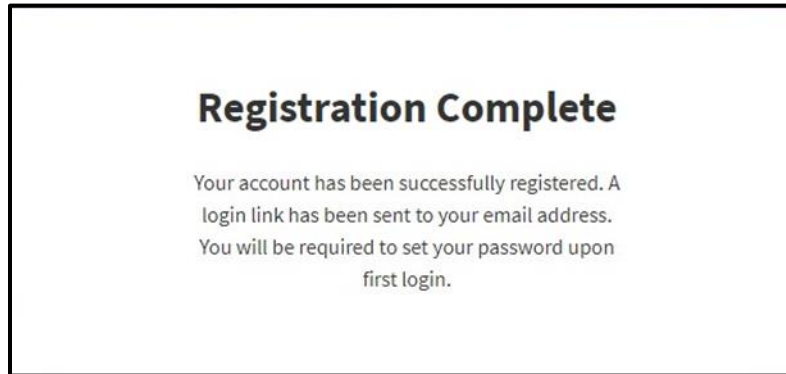 Registration Complete
Your account has been successfully registered. A
login link has been sent to your email address.
You will be required to set your password upon
first login.